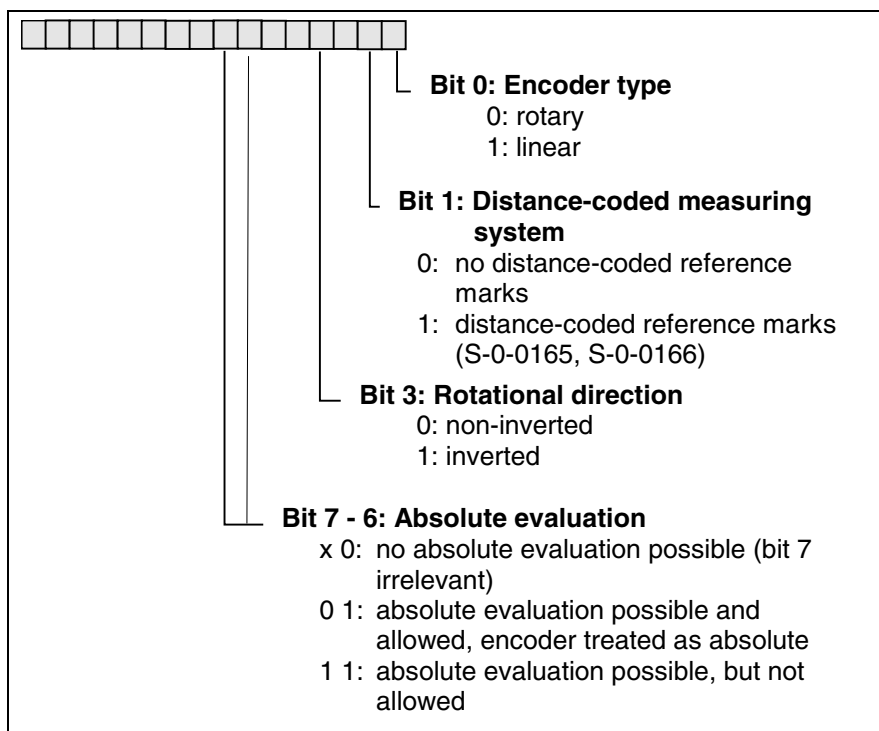 Bit 0: Encoder type
0: rotary
1: linear
Bit 1: Distance-coded measuring
system
0: no distance-coded reference
marks
1: distance-coded reference marks
(S-0-0165, S-0-0166)
Bit 3: Rotational direction
0: non-inverted
1: inverted
Bit 7 - 6: Absolute evaluation
x 0: no absolute evaluation possible (bit 7
irrelevant)
0 1: absolute evaluation possible and
allowed, encoder treated as absolute
1 1: absolute evaluation possible, but not
allowed